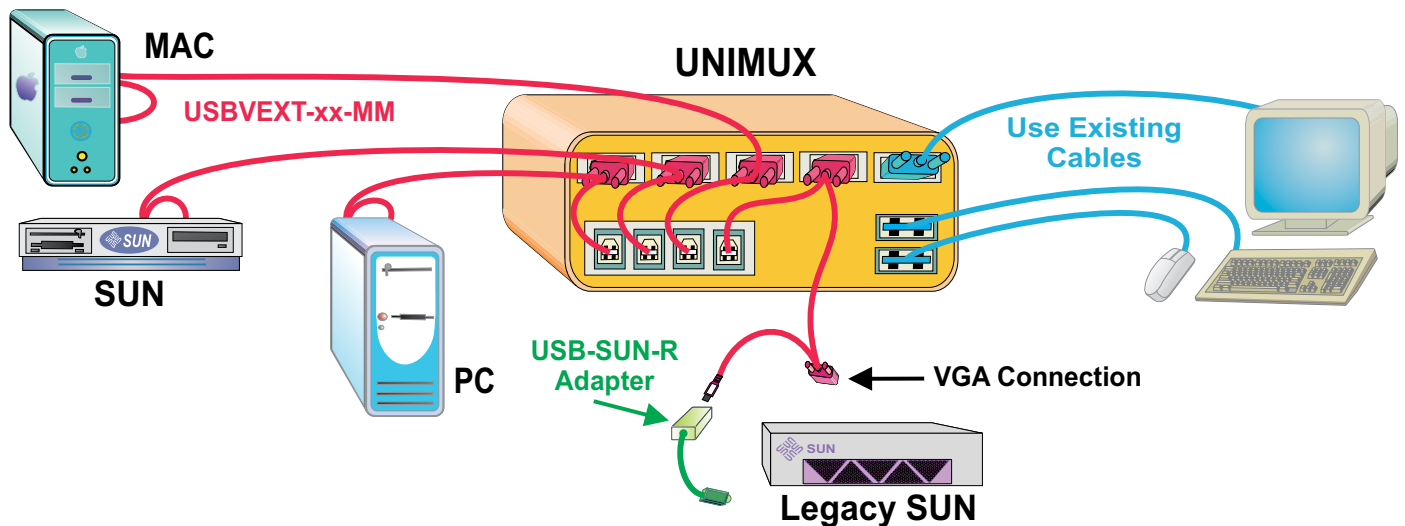 MAC
UNIMUX
USBVEXT-xx-MM
Use Existing
Cables
SUN
SUN
PC
USB-SUN-R
Adapter
VGA Connection
SUN
Legacy SUN